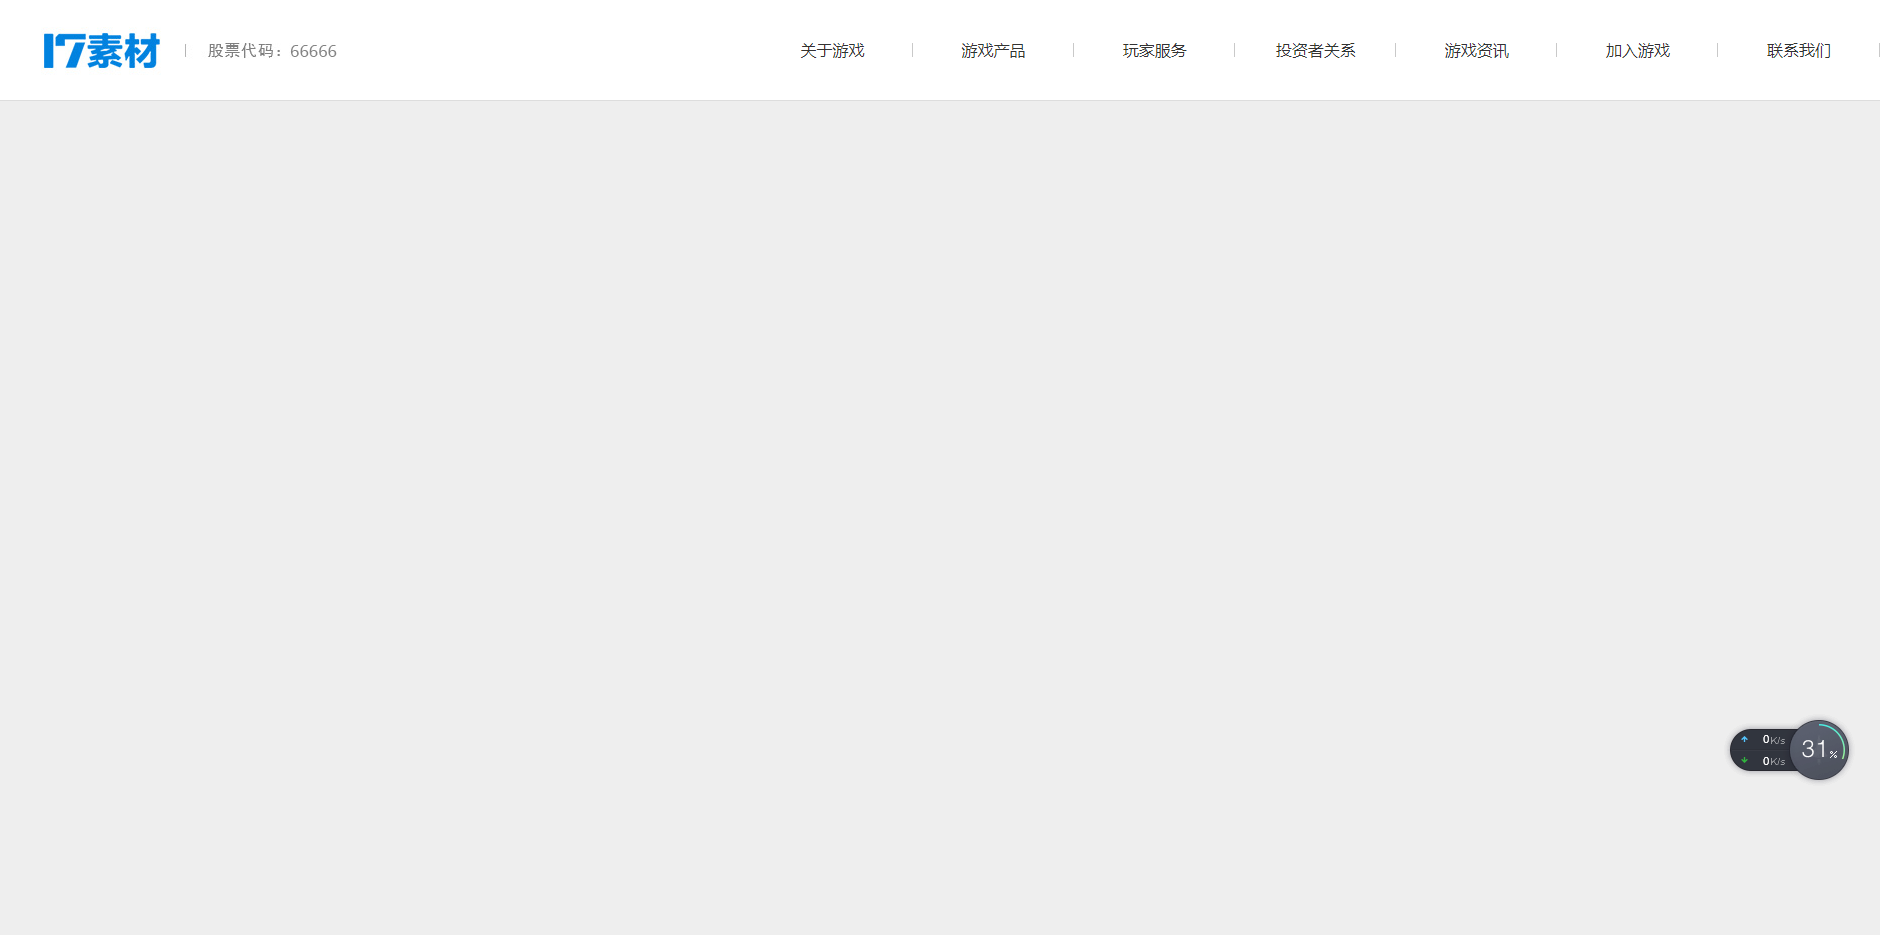 17素材
股票代码：66666
关于游戏
游戏产品
玩家服务
投资者关系
游戏资讯
加入游戏
联系我们
0K/s
0K/s
31%